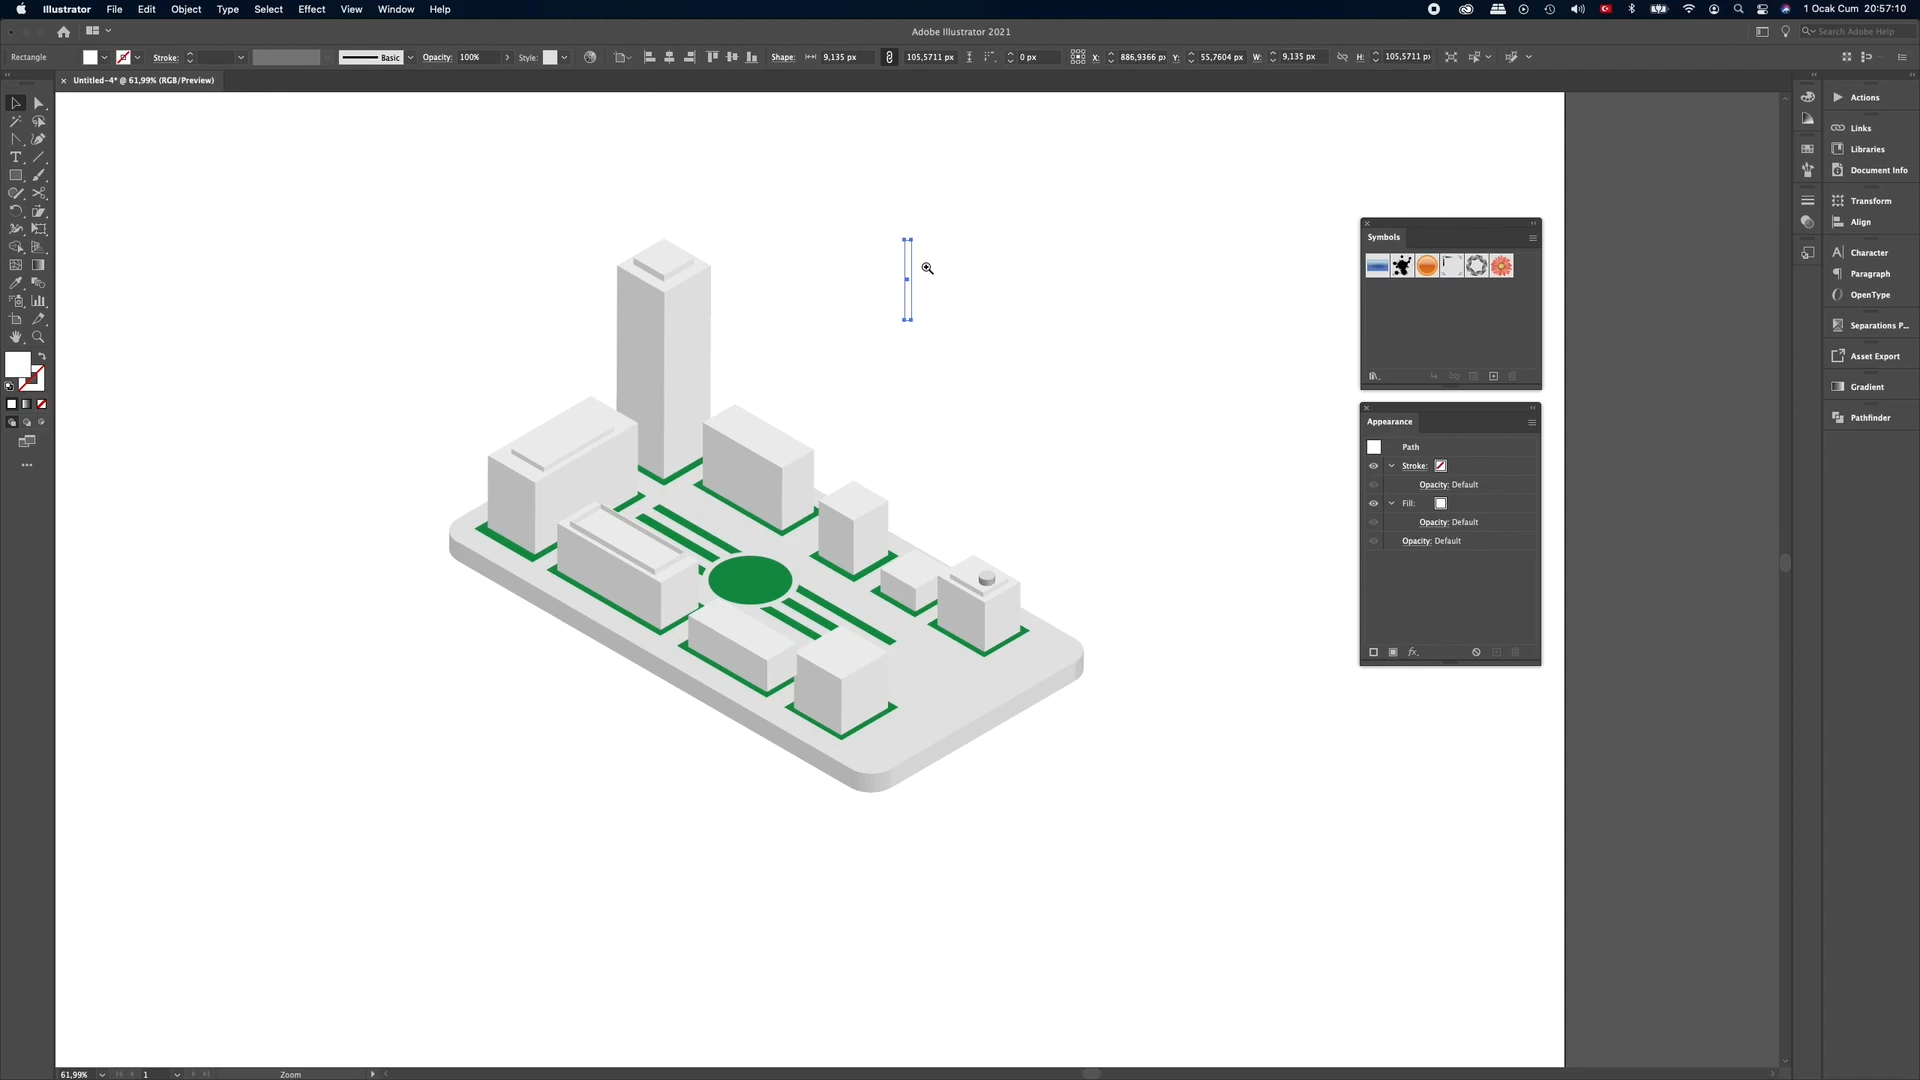 Illustrator File Edit Object Type Select Effect View Window Help
1 Ocak Cum 20:57:10
Adobe Illustrator 2021
Search Adobe Help
Rectangle Stroke: Basic Opacity: 100% Style: Shape: 9,135 px 105,5711 px 0 px X: 886,9366 p Y: 55,7604 px W: 9,135 px H: 105,5711 p
Untitled-4* @ 61,99% (RGB/Preview)
Actions
Links
Libraries
Document Info
Transform
Align
Character
Paragraph
OpenType
Separations P...
Asset Export
Gradient
Pathfinder
Symbols
Appearance
Path
Stroke:
Opacity: Default
Fill:
Opacity: Default
Opacity: Default
fx.
61,99% 1 Zoom